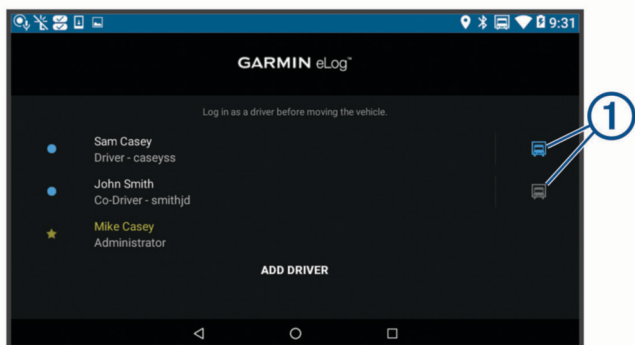 9:31
GARMIN eLog™
Log in as a driver before moving the vehicle.
Sam Casey
Driver - caseyss
1
John Smith
Co-Driver - smithjd
Mike Casey
Administrator
ADD DRIVER